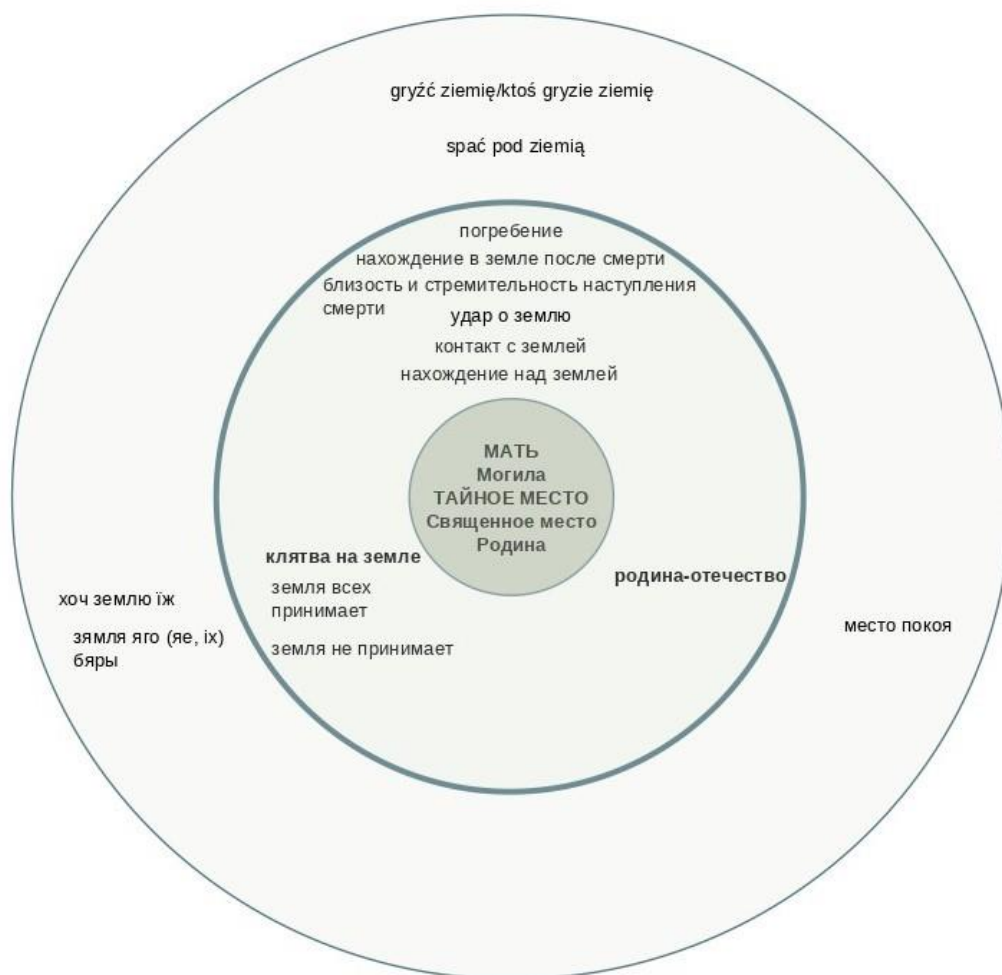 gryźć ziemię/ktoś gryzie ziemię
spać pod ziemią
погребение
нахождение в земле после смерти
близость и стремительность наступления
смерти
удар о землю
контакт с землей
нахождение над землей
МАТЬ
Могила
ТАЙНОЕ МЕСТО
Священное место
Родина
клятва на земле
земля всех
принимает
земля не принимает
родина-отечество
хоч землю їж
зямля яго (яе, іх)
бяры
место покоя